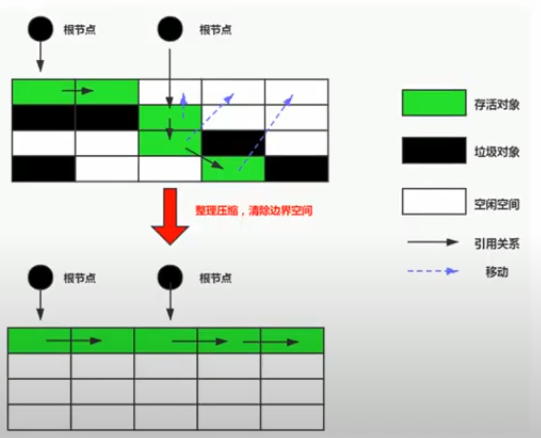 根节点
根节点
存活对象
垃圾对象
空闲空间
整理压缩，清除边界空间
引用关系
移动
根节点
根节点